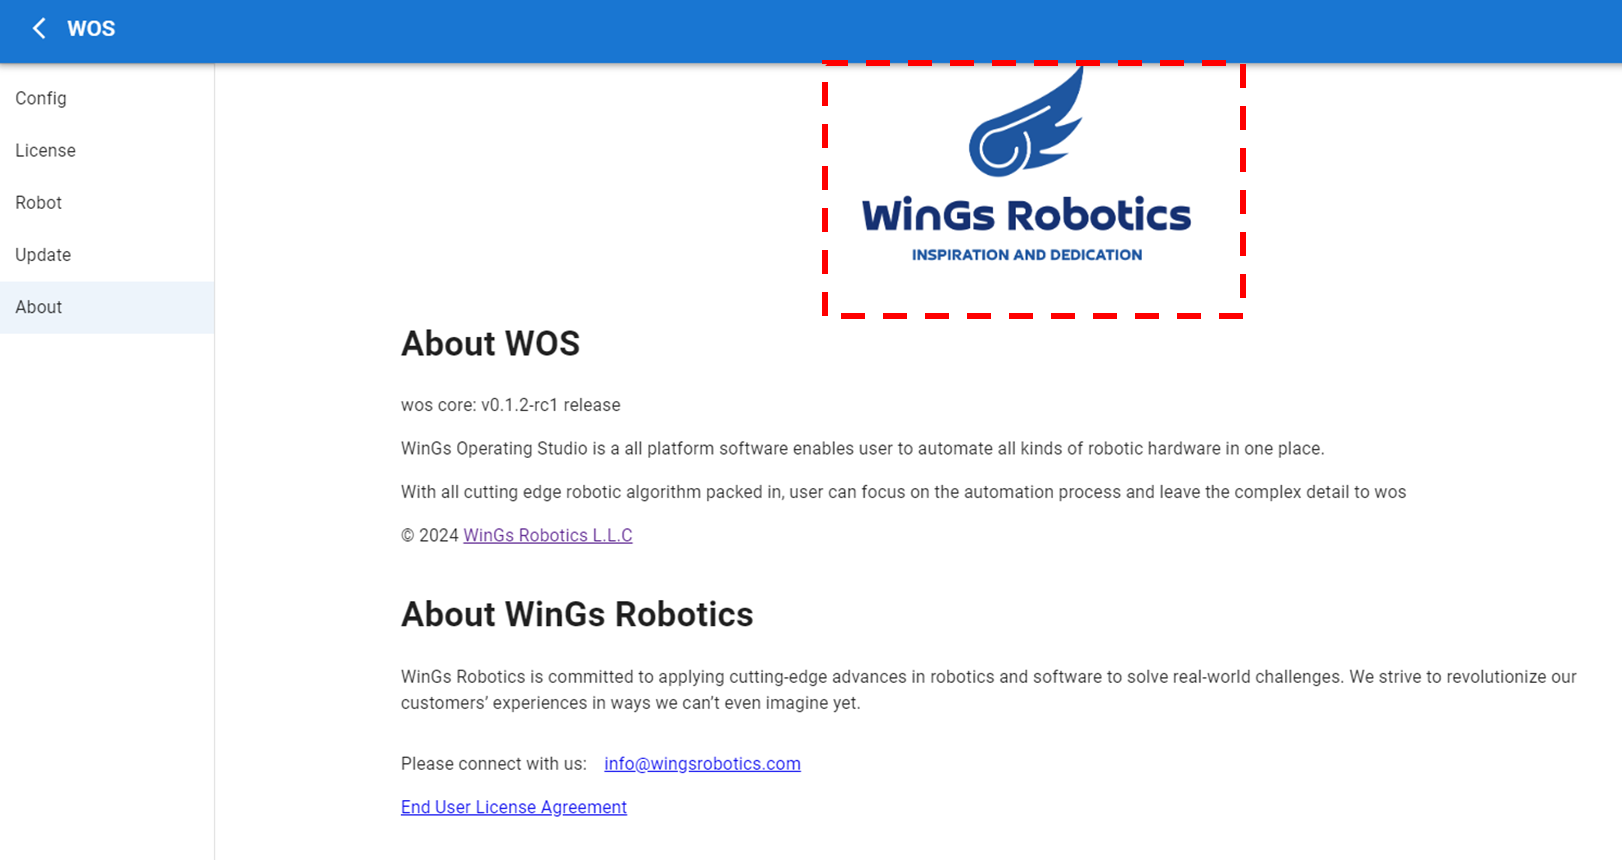 WOS
Config
License
Robot
Update
About
WinGs Robotics
INSPIRATION AND DEDICATION
About WOS
wos core: v0.1.2-rc1 release
WinGs Operating Studio is a all platform software enables user to automate all kinds of robotic hardware in one place.
With all cutting edge robotic algorithm packed in, user can focus on the automation process and leave the complex detail to wos
© 2024 WinGs Robotics L.L.C
About WinGs Robotics
WinGs Robotics is committed to applying cutting-edge advances in robotics and software to solve real-world challenges. We strive to revolutionize our
customers’ experiences in ways we can’t even imagine yet.
Please connect with us: info@wingsrobotics.com
End User License Agreement